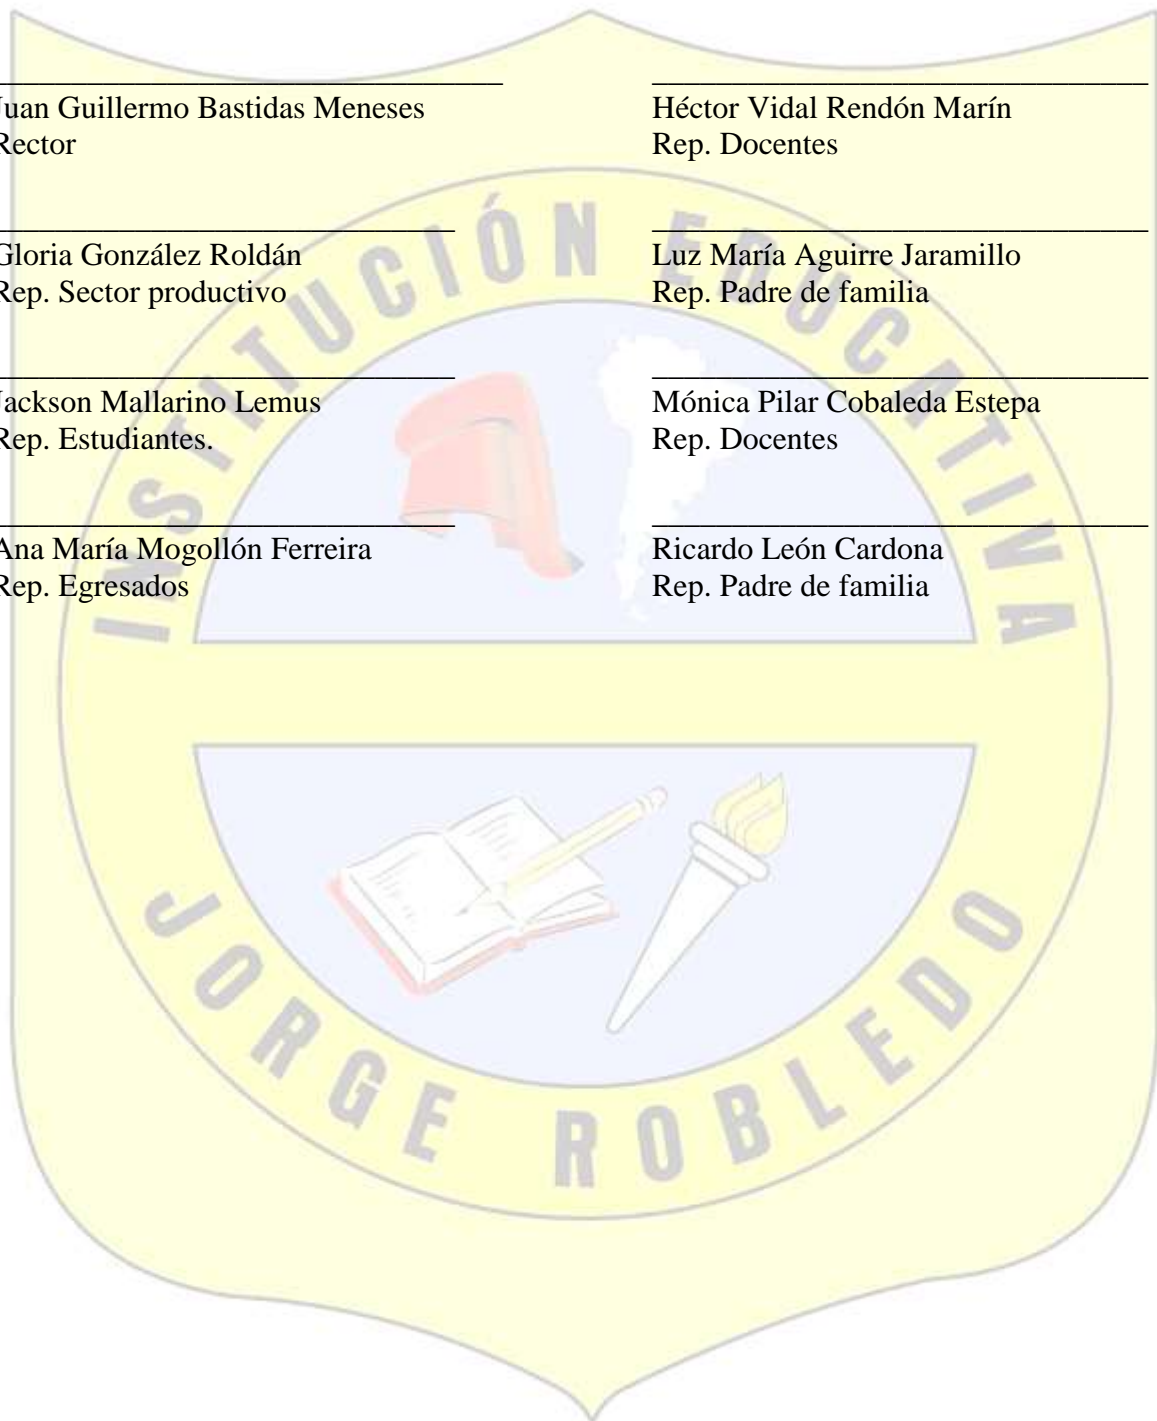 Juan Guillermo Bastidas Meneses
Rector
Héctor Vidal Rendón Marín
Rep. Docentes
Gloria González Roldán
Rep. Sector productivo
Luz María Aguirre Jaramillo
Rep. Padre de familia
Jackson Mallarino Lemus
Rep. Estudiantes.
Mónica Pilar Cobaleda Estepa
Rep. Docentes
Ana María Mogollón Ferreira
Rep. Egresados
Ricardo León Cardona
Rep. Padre de familia
INSTITUCIÓN EDUCATIVA
JORGE ROBLEDO